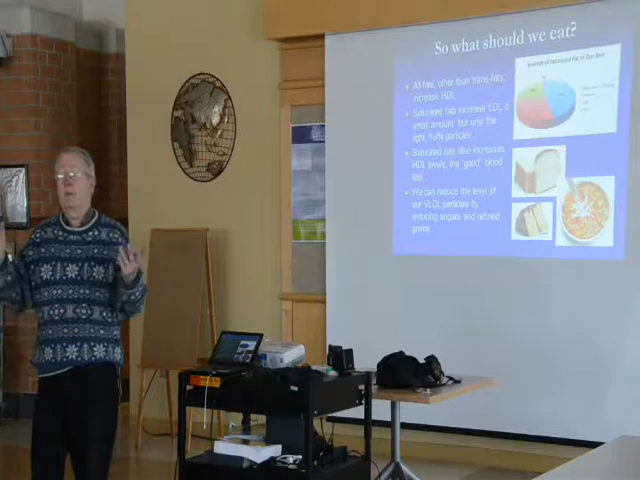 So what should we eat?
• All fats, other than trans-fats,
increase HDL.
• Saturated fats increase LDL a
small amount, but only the
light, fluffy particles.
• Saturated fats also increases
HDL levels, the "good" blood
fats.
• We can reduce the level of
our VLDL particles by
reducing sugars and refined
grains.